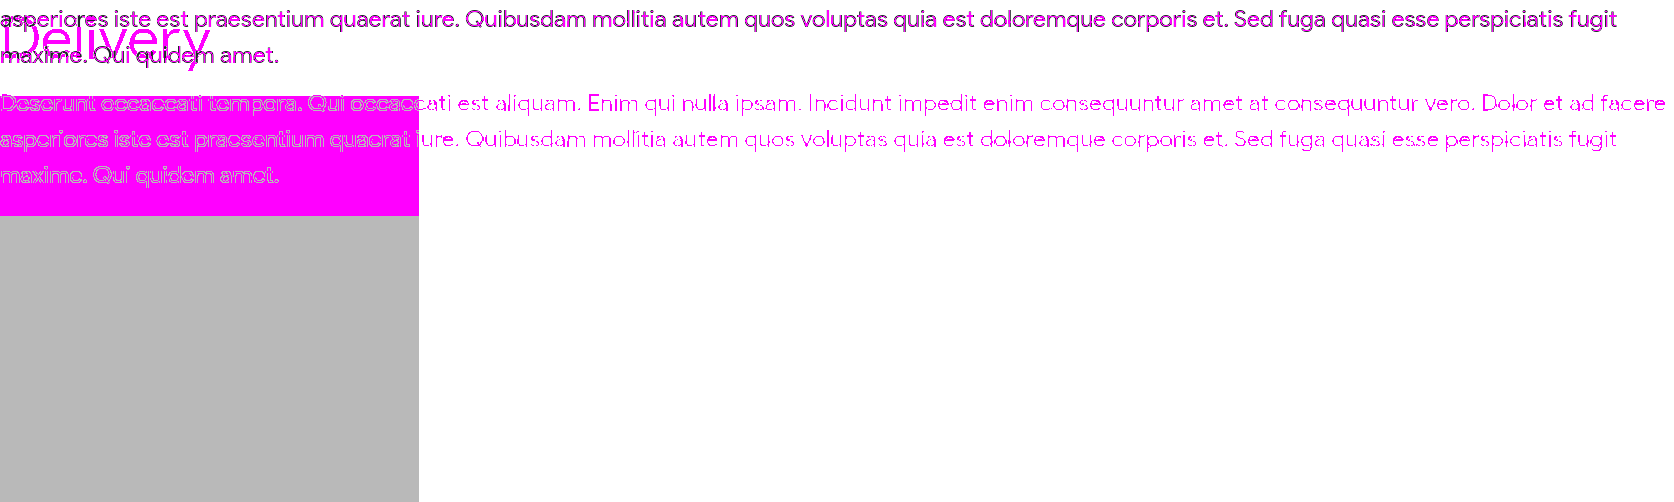 asperiores iste est praesentium quaerat iure. Quibusdam mollitia autem quos voluptas quia est doloremque corporis et. Sed fuga quasi esse perspiciatis fugit
Delivery
maxime. Qui quidem amet.
Deserunt occaecati tempora. Qui occaecati est aliquam. Enim qui nulla ipsam. Incidunt impedit enim consequuntur amet at consequuntur vero. Dolor et ad facere
asperiores iste est praesentium quaerat iure. Quibusdam mollitia autem quos voluptas quia est doloremque corporis et. Sed fuga quasi esse perspiciatis fugit
maxime. Qui quidem amet.